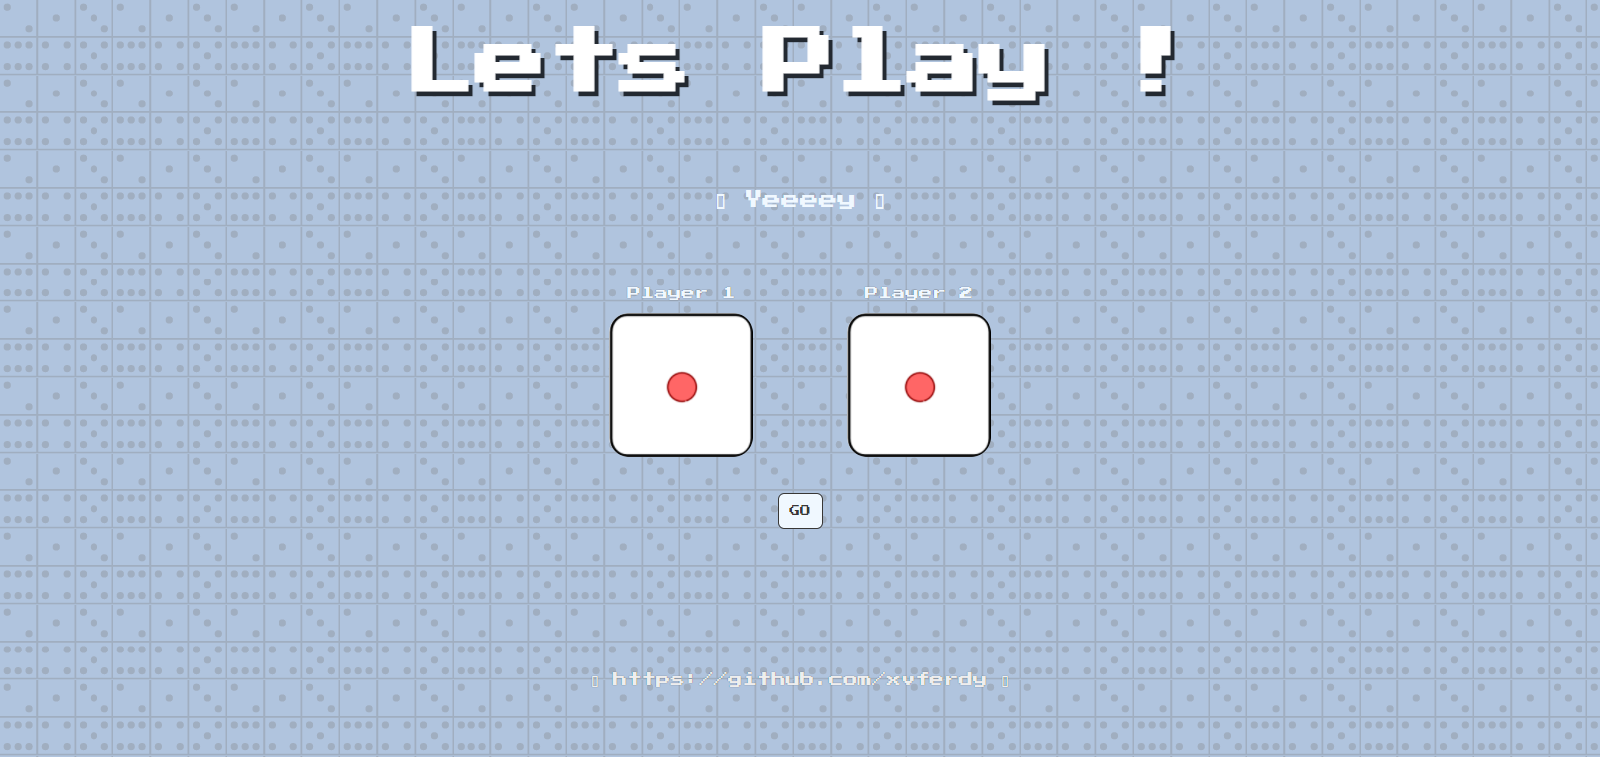 Lets Play !
▯ Yeeeey ▯
Player 1 Player 2
GO
▯ https://github.com/xvferdy ▯